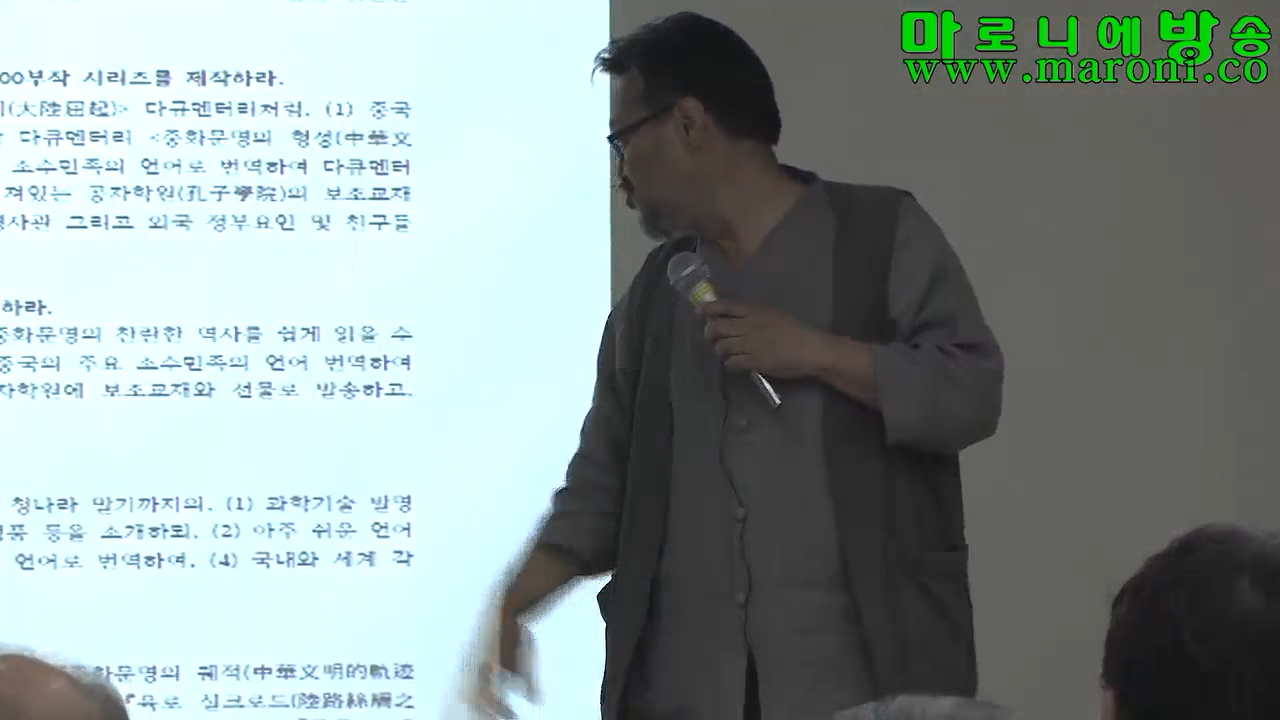 마로니에방송
www.maroni.co
00부작 시리즈를 제작하라.
(大陸崛起)> 다큐멘터리처럼. (1) 중국
다큐멘터리 <중화문명의 형성(中華文
소수민족의 언어로 번역하여 다큐멘터
져있는 공자학원(孔子學院)의 보조교재
사관 그리고 외국 정부요인 및 친구들
하라.
중화문명의 찬란한 역사를 쉽게 읽을 수
중국의 주요 소수민족의 언어 번역하여
자학원에 보조교재와 선물로 발송하고.
청나라 말기까지의. (1) 과학기술 발명
품 등을 소개하되. (2) 아주 쉬운 언어
언어로 번역하여. (4) 국내와 세계 각
중화문명의 궤적(中華文明的軌迹
『육로 실크로드(陸路絲綢之